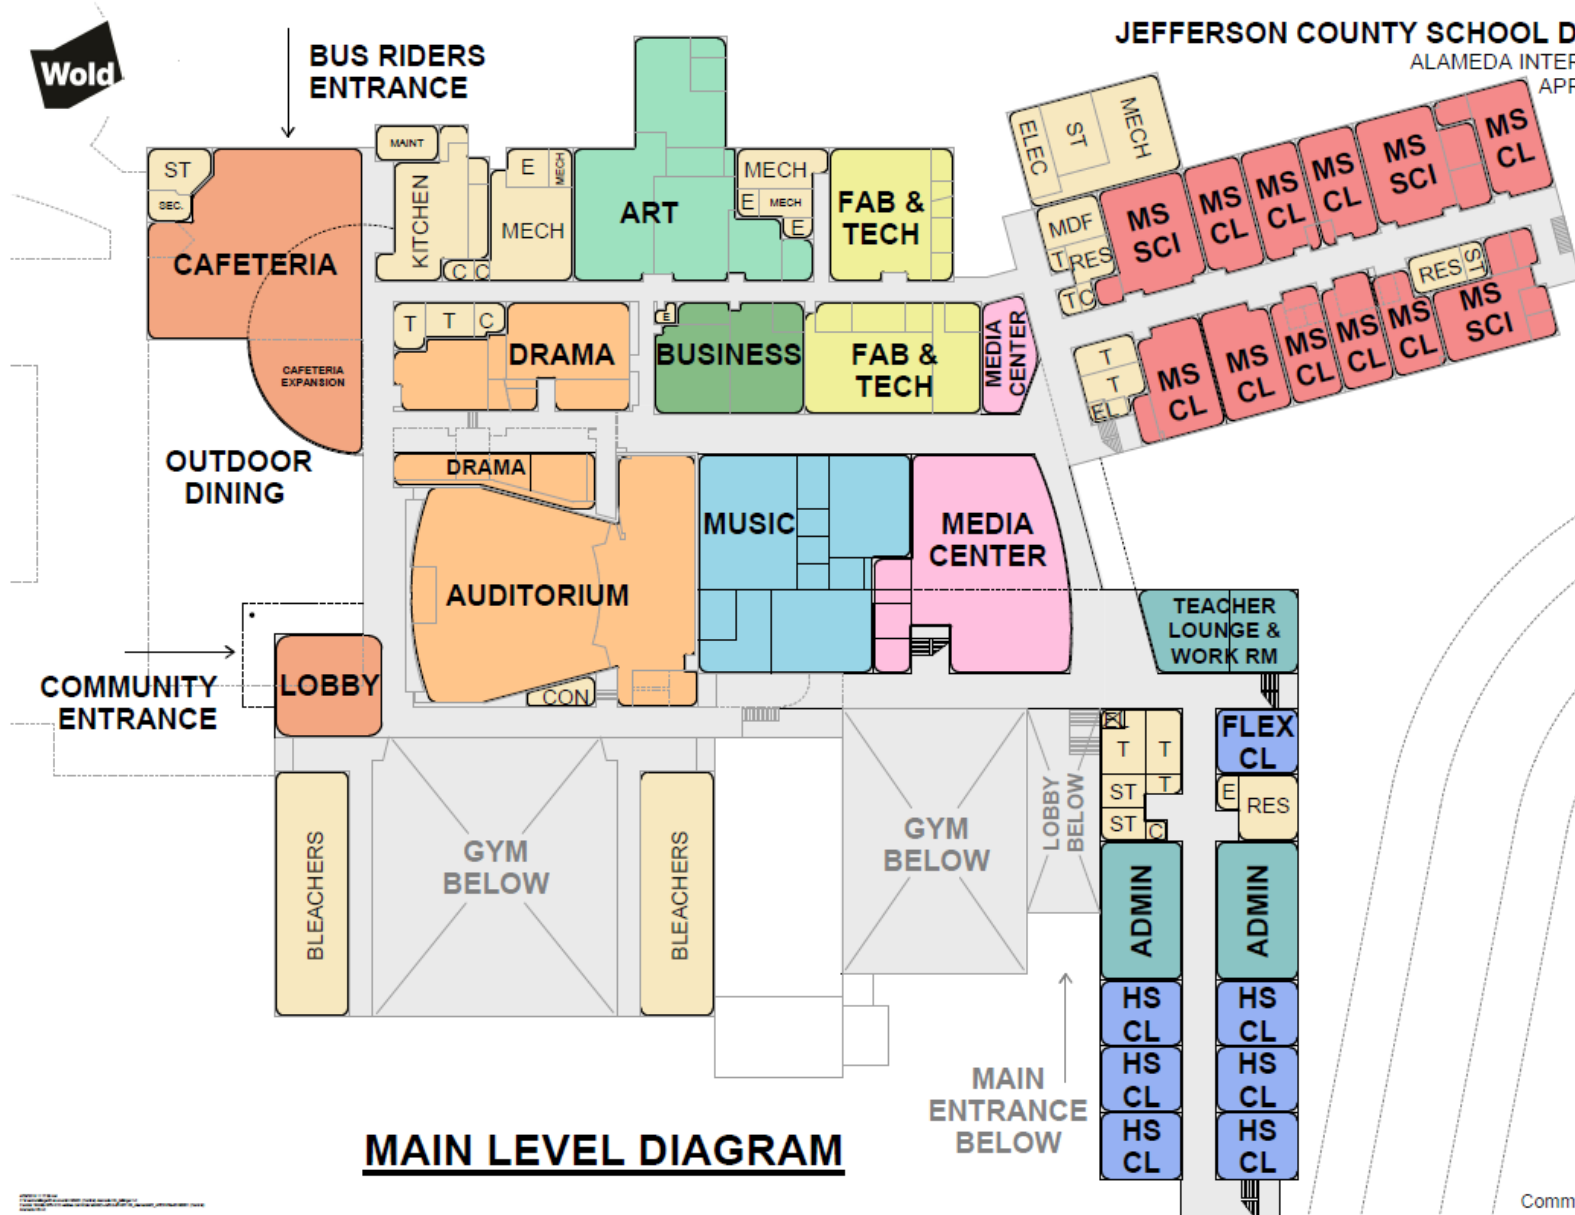 Wold
BUS RIDERS
ENTRANCE
JEFFERSON COUNTY SCHOOL D
ALAMEDA INTER
APR
ST
SEC.
CAFETERIA
CAFETERIA
EXPANSION
MAINT
KITCHEN
C
C
E
MECH
MECH
ART
MECH
E
MECH
E
FAB &
TECH
ELEC
ST
MECH
MDF
T
RES
T
C
MS
SCI
MS
CL
MS
CL
MS
CL
MS
SCI
MS
CL
T
T
C
DRAMA
E
BUSINESS
FAB &
TECH
MEDIA
CENTER
T
T
EL
MS
CL
MS
CL
MS
CL
MS
CL
MS
CL
RES
ST
MS
SCI
OUTDOOR
DINING
DRAMA
AUDITORIUM
MUSIC
MEDIA
CENTER
TEACHER
LOUNGE &
WORK RM
COMMUNITY
ENTRANCE
LOBBY
CON
BLEACHERS
GYM
BELOW
BLEACHERS
GYM
BELOW
LOBBY
BELOW
T
T
T
ST
ST
C
FLEX
CL
E
RES
ADMIN
ADMIN
HS
CL
HS
CL
HS
CL
HS
CL
HS
CL
HS
CL
MAIN
ENTRANCE
BELOW
MAIN LEVEL DIAGRAM
Comm